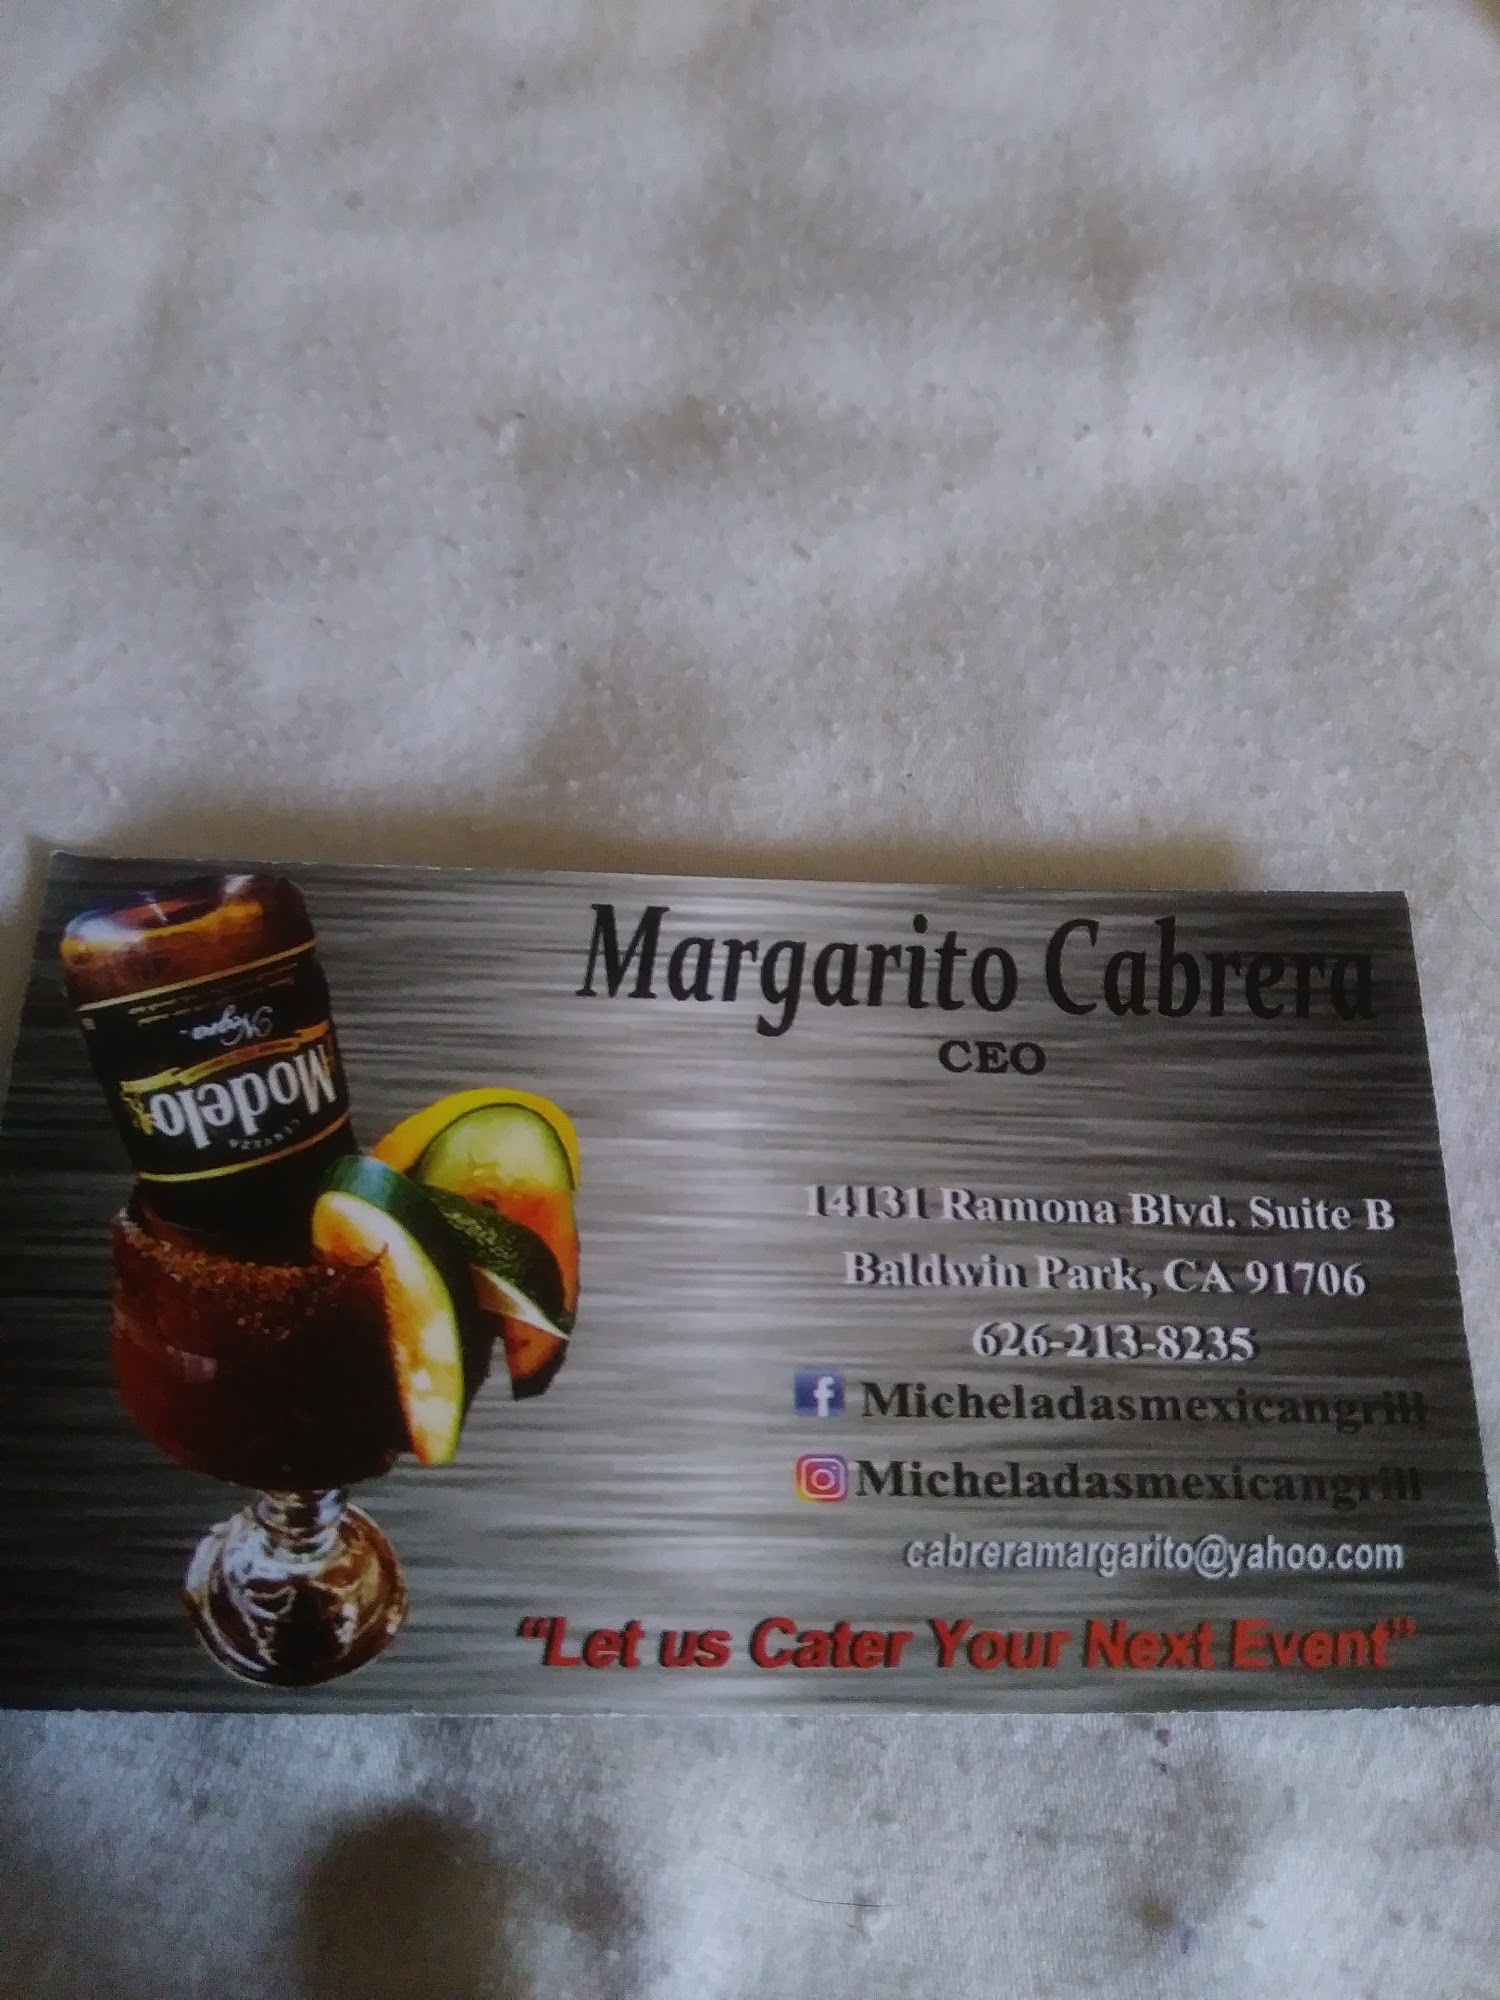 Margarito Cabrera
CEO
14131 Ramona Blvd. Suite B
Baldwin Park, CA 91706
626-213-8235
f Micheladasmexicangrill
Micheladasmexicangrill
cabreramargarito@yahoo.com
"Let us Cater Your Next Event"
CERVEZA
Modelo
Negra